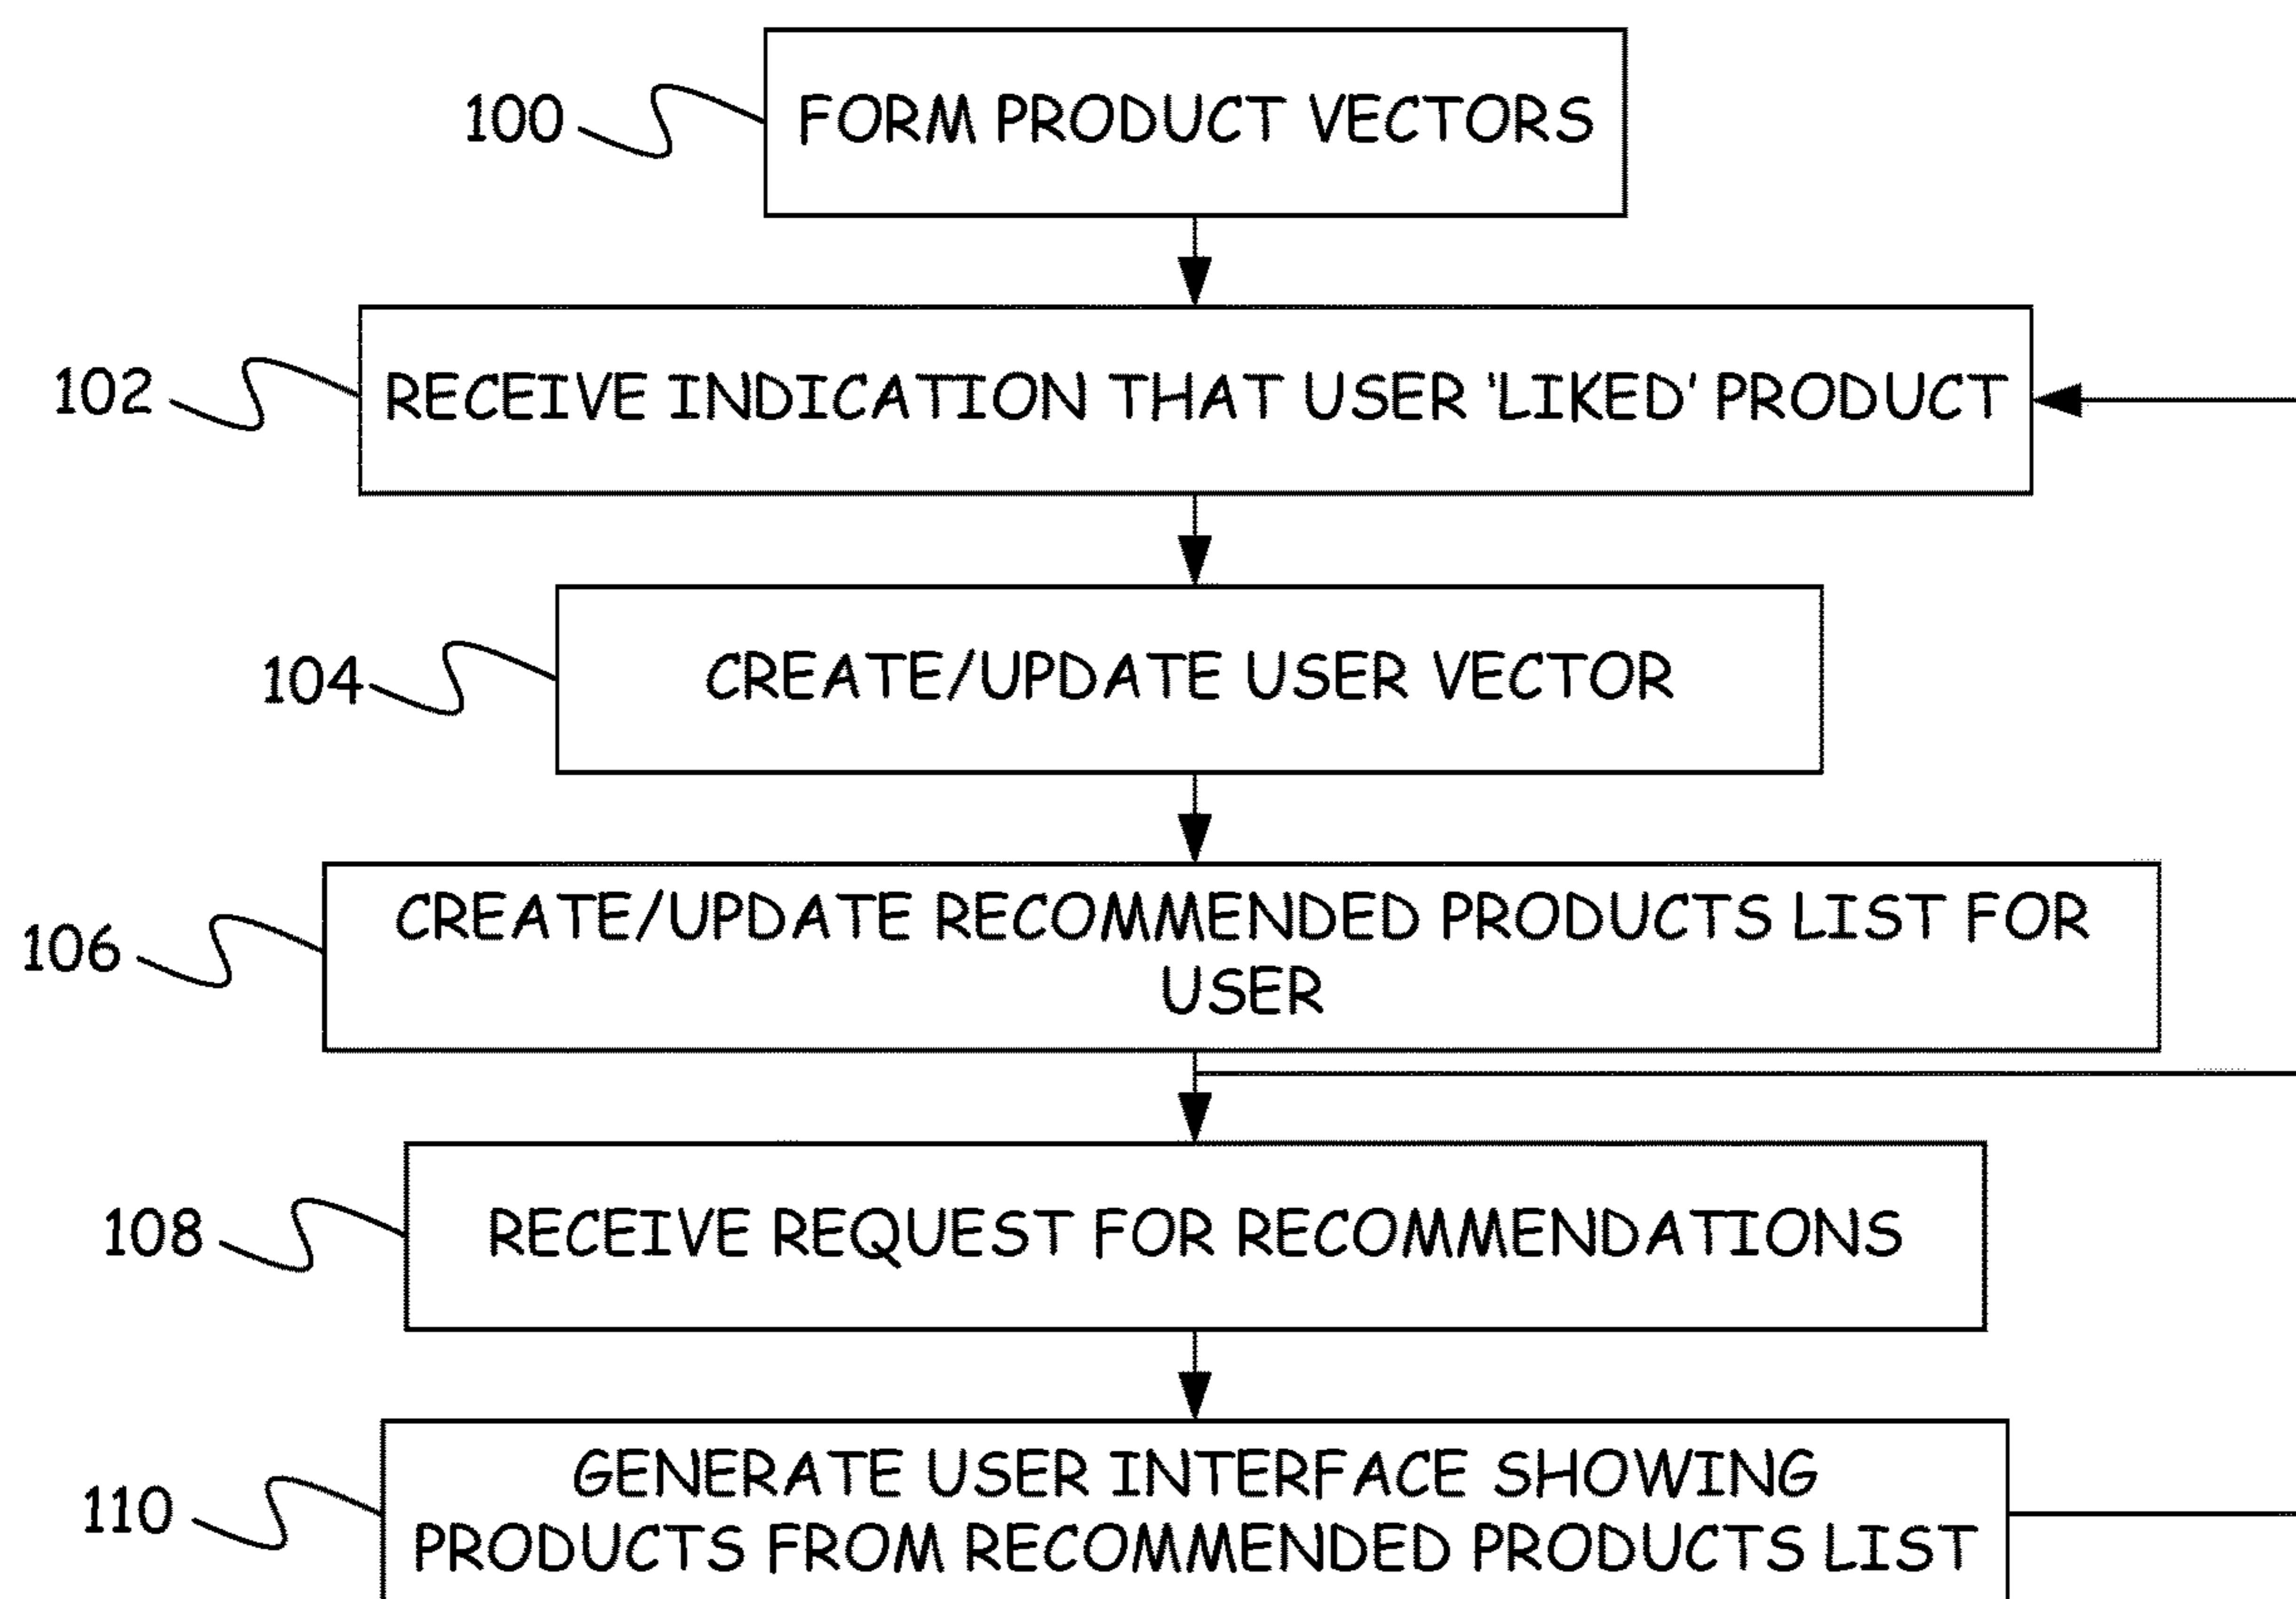 100
FORM PRODUCT VECTORS
102
RECEIVE INDICATION THAT USER 'LIKED' PRODUCT
104
CREATE/UPDATE USER VECTOR
106
CREATE/UPDATE RECOMMENDED PRODUCTS LIST FOR
USER
108
RECEIVE REQUEST FOR RECOMMENDATIONS
110
GENERATE USER INTERFACE SHOWING
PRODUCTS FROM RECOMMENDED PRODUCTS LIST